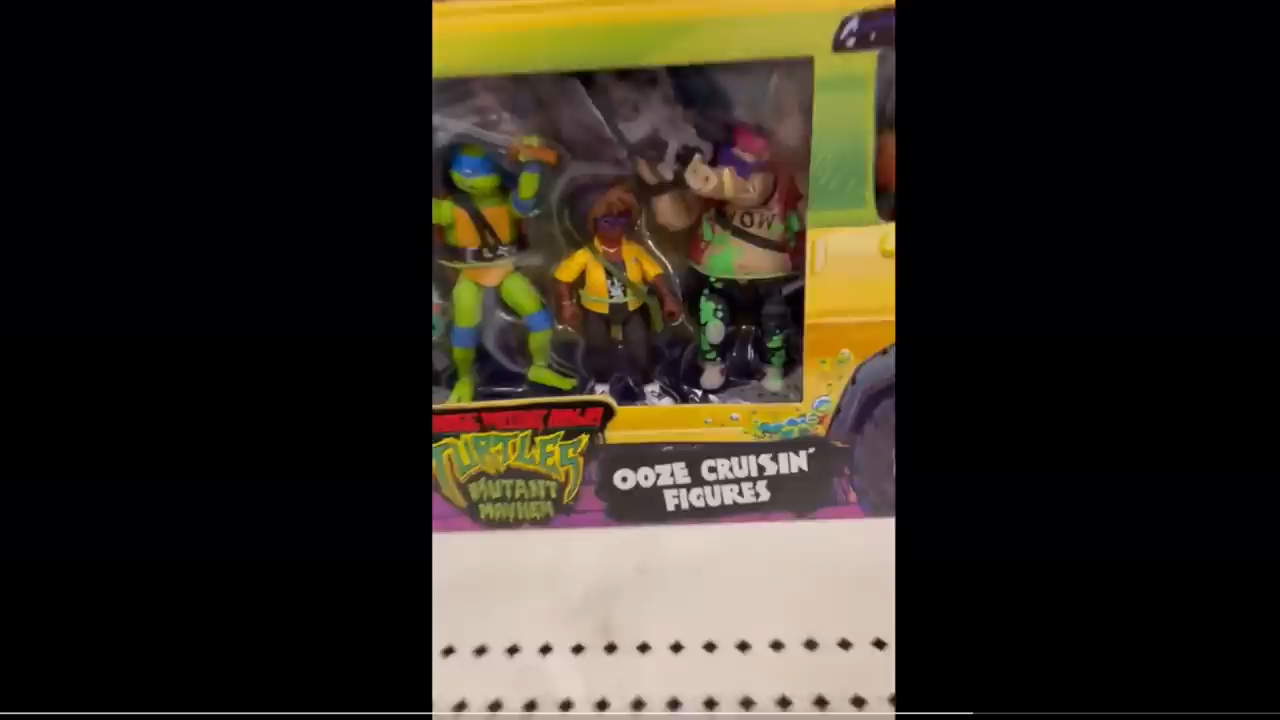 WOW
TURTLES
MUTANT
MAYHEM
OOZE CRUISIN'
FIGURES